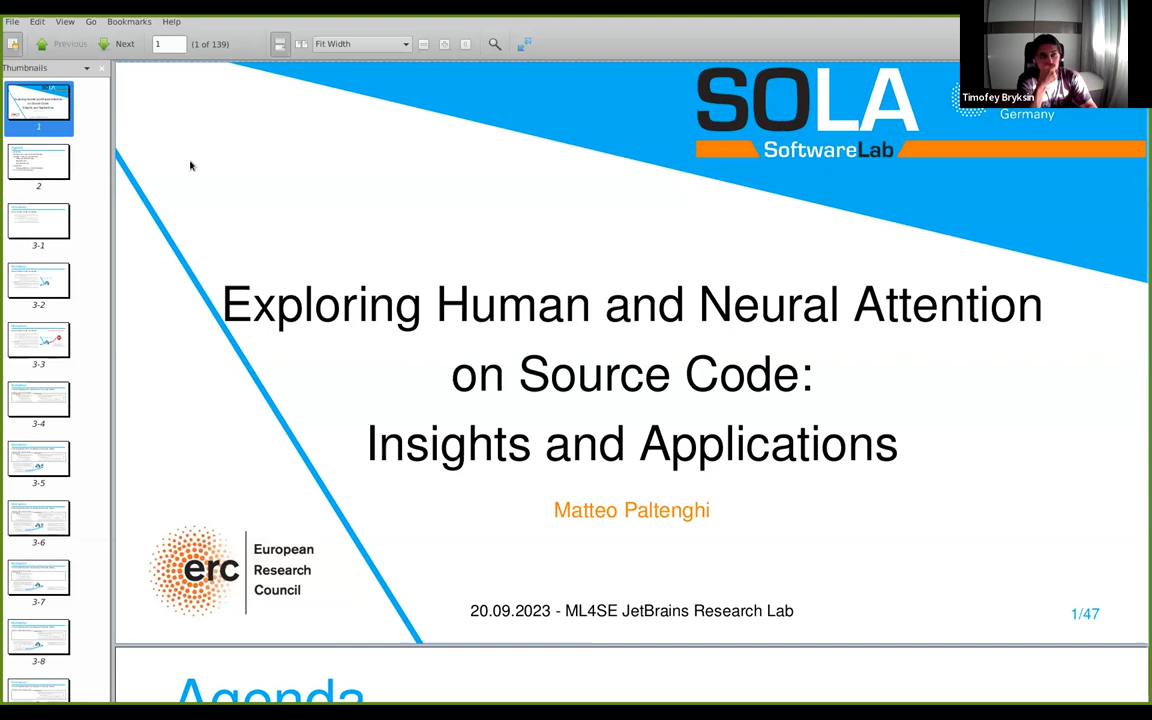 File Edit View Go Bookmarks Help
Previous Next 1 (1 of 139) Fit Width
Timofey Bryksin
Thumbnails
1
2
3-1
3-2
3-3
3-4
3-5
3-6
3-7
3-8
SOLA
SoftwareLab
Germany
Exploring Human and Neural Attention
on Source Code:
Insights and Applications
Matteo Paltenghi
erc
European
Research
Council
20.09.2023 - ML4SE JetBrains Research Lab
1/47
Agenda